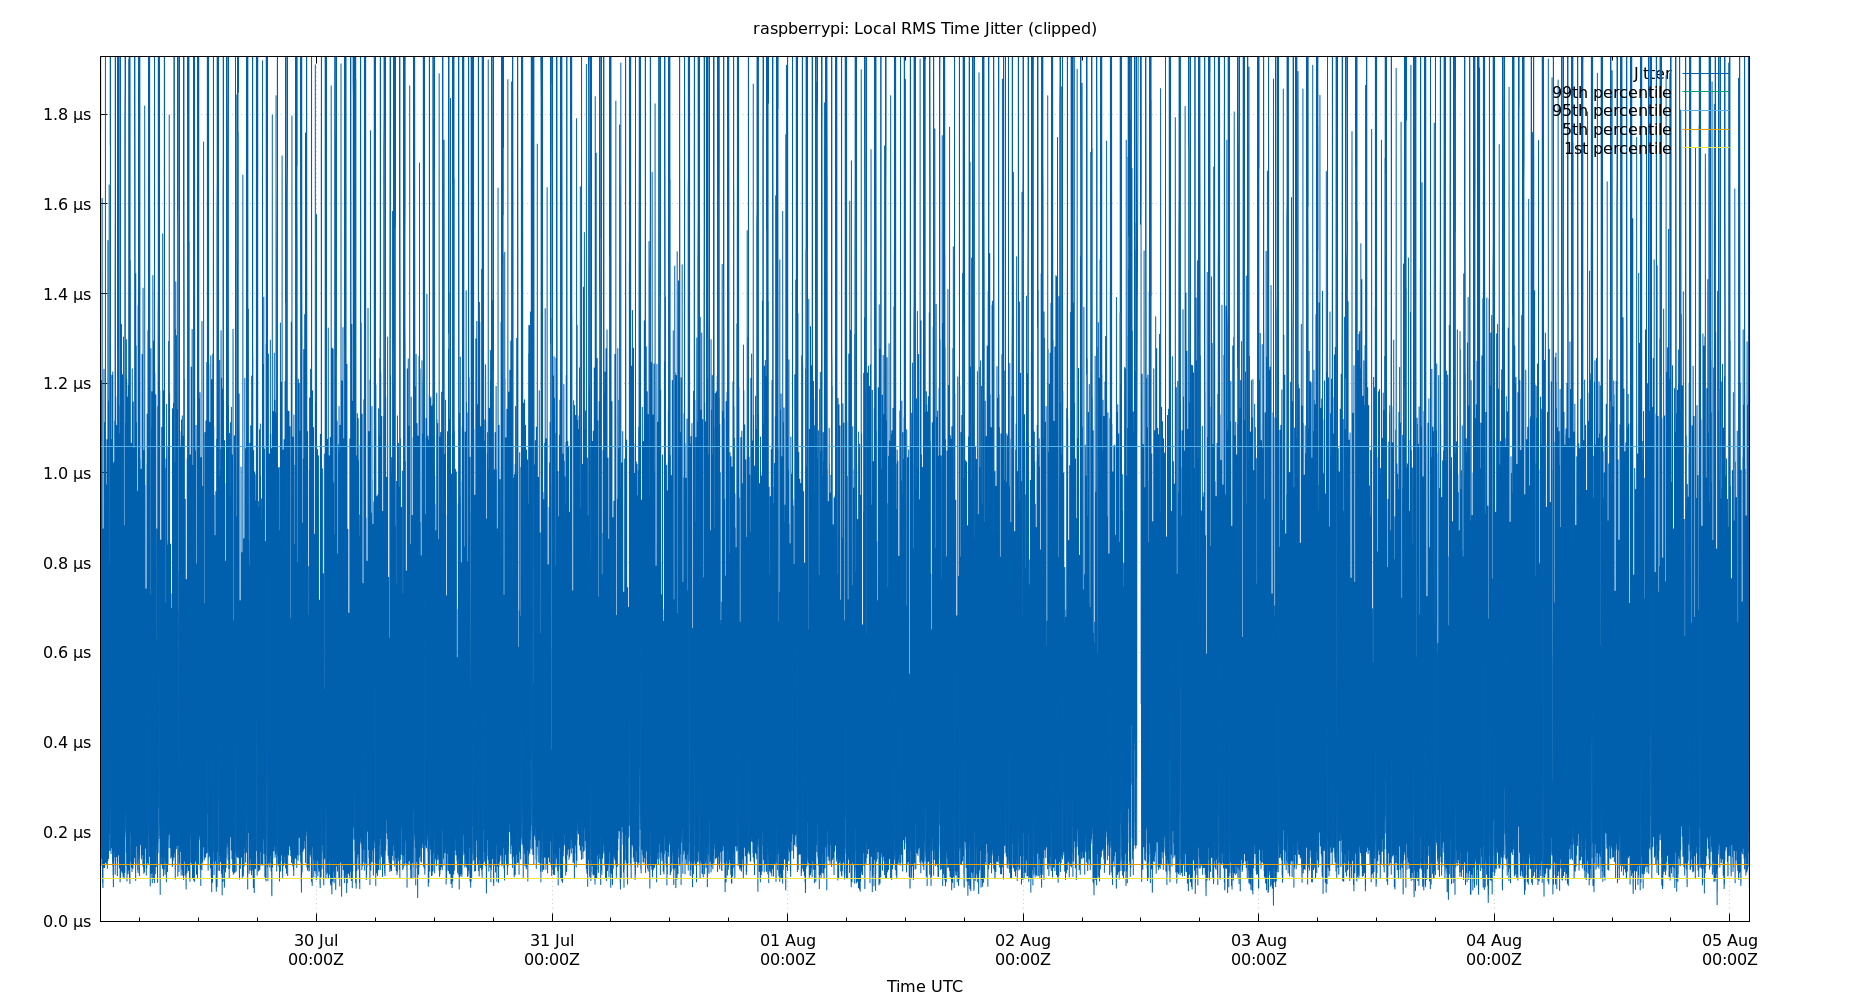 raspberrypi: Local RMS Time Jitter (clipped)
Jitter
99th percentile
95th percentile
5th percentile
1st percentile
1.8 μs
1.6 μs
1.4 μs
1.2 μs
1.0 μs
0.8 μs
0.6 μs
0.4 μs
0.2 μs
0.0 μs
30 Jul 31 Jul 01 Aug 02 Aug 03 Aug 04 Aug 05 Aug
00:00Z 00:00Z 00:00Z 00:00Z 00:00Z 00:00Z 00:00Z
Time UTC